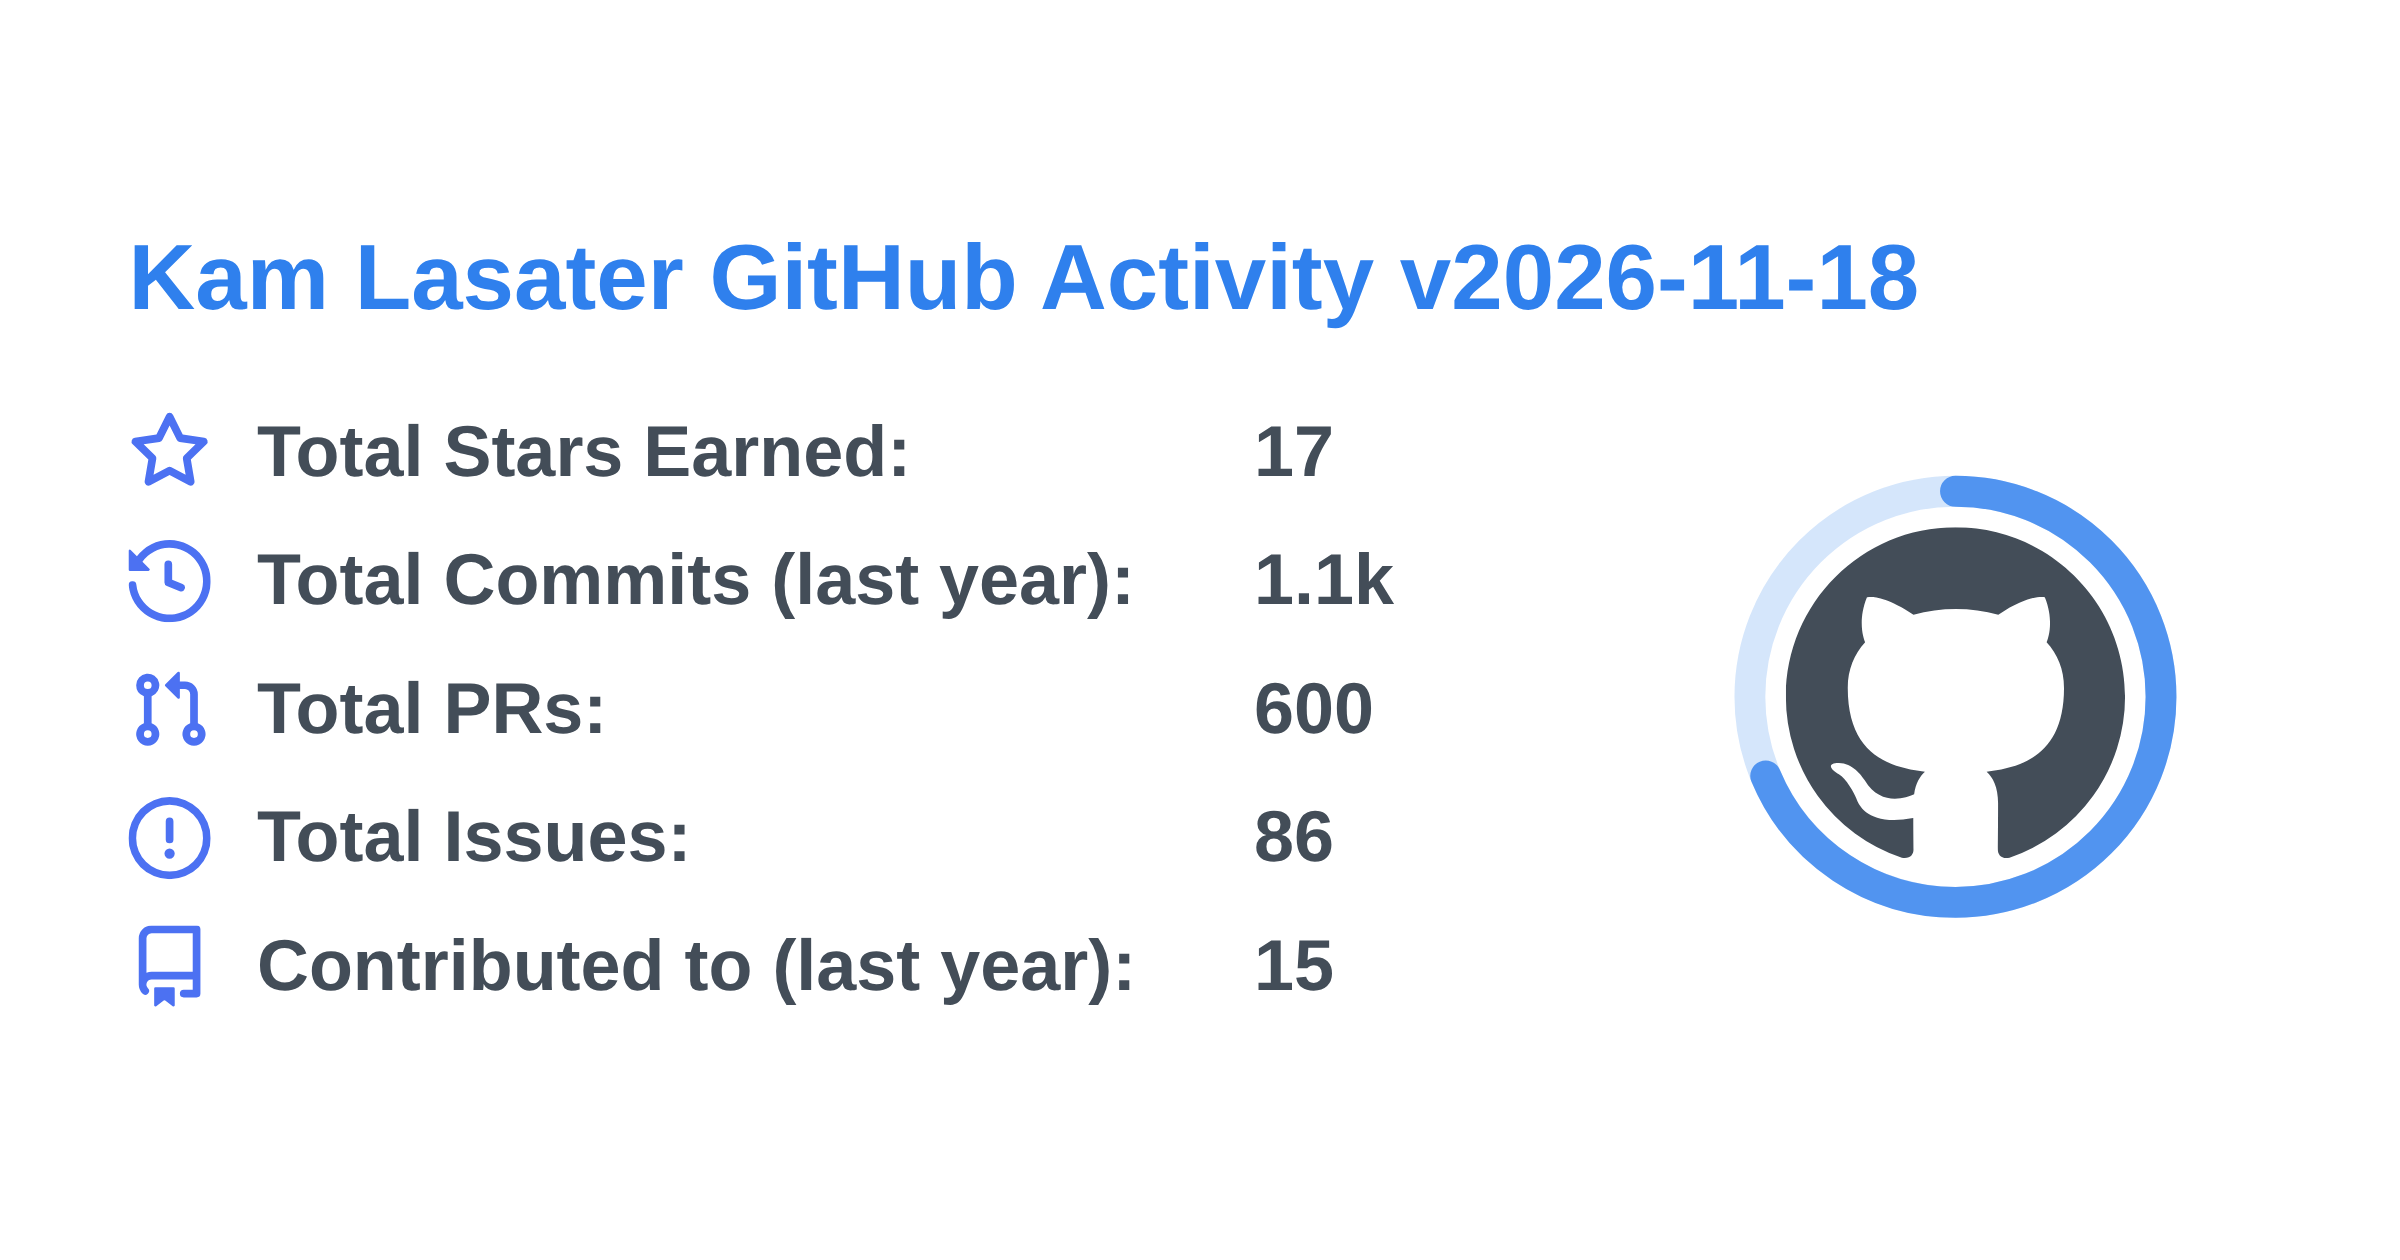 Kam Lasater GitHub Activity v2026-11-18
Total Stars Earned: 17
Total Commits (last year): 1.1k
Total PRs: 600
Total Issues: 86
Contributed to (last year): 15